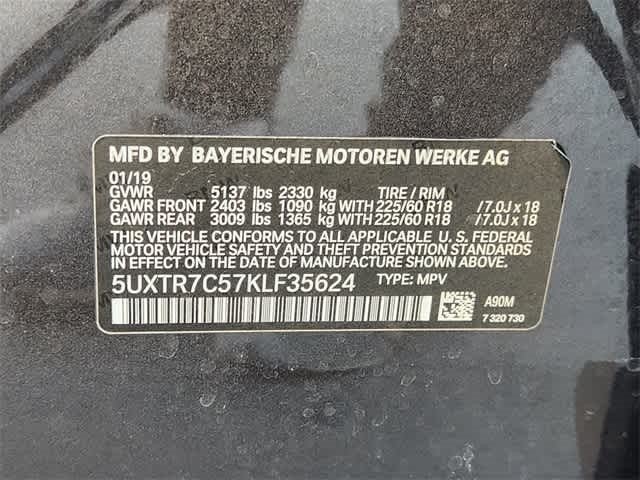 MFD BY BAYERISCHE MOTOREN WERKE AG
01/19
GVWR 5137 lbs 2330 kg TIRE / RIM
GAWR FRONT 2403 lbs 1090 kg WITH 225/60 R18 /7.0J x 18
GAWR REAR 3009 lbs 1365 kg WITH 225/60 R18 /7.0J x 18
THIS VEHICLE CONFORMS TO ALL APPLICABLE U. S. FEDERAL
MOTOR VEHICLE SAFETY AND THEFT PREVENTION STANDARDS
IN EFFECT ON THE DATE OF MANUFACTURE SHOWN ABOVE.
5UXTR7C57KLF35624 TYPE: MPV
A90M
7 320 730